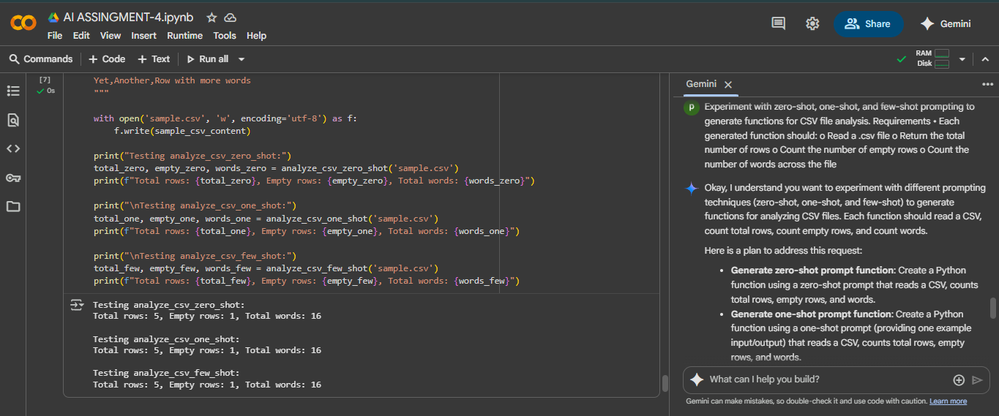 AI ASSINGMENT-4.ipynb
File Edit View Insert Runtime Tools Help
Share
Gemini
Commands + Code + Text Run all
RAM
Disk
[7]
0s
Yet,Another,Row with more words
"""
with open('sample.csv', 'w', encoding='utf-8') as f:
f.write(sample_csv_content)
print("Testing analyze_csv_zero_shot:")
total_zero, empty_zero, words_zero = analyze_csv_zero_shot('sample.csv')
print(f"Total rows: {total_zero}, Empty rows: {empty_zero}, Total words: {words_zero}")
print("\nTesting analyze_csv_one_shot:")
total_one, empty_one, words_one = analyze_csv_one_shot('sample.csv')
print(f"Total rows: {total_one}, Empty rows: {empty_one}, Total words: {words_one}")
print("\nTesting analyze_csv_few_shot:")
total_few, empty_few, words_few = analyze_csv_few_shot('sample.csv')
print(f"Total rows: {total_few}, Empty rows: {empty_few}, Total words: {words_few}")
Testing analyze_csv_zero_shot:
Total rows: 5, Empty rows: 1, Total words: 16
Testing analyze_csv_one_shot:
Total rows: 5, Empty rows: 1, Total words: 16
Testing analyze_csv_few_shot:
Total rows: 5, Empty rows: 1, Total words: 16
Gemini
P
Experiment with zero-shot, one-shot, and few-shot prompting to
generate functions for CSV file analysis. Requirements • Each
generated function should: o Read a .csv file o Return the total
number of rows o Count the number of empty rows o Count the
number of words across the file
Okay, I understand you want to experiment with different prompting
techniques (zero-shot, one-shot, and few-shot) to generate
functions for analyzing CSV files. Each function should read a CSV,
count total rows, count empty rows, and count words.
Here is a plan to address this request:
• Generate zero-shot prompt function: Create a Python
function using a zero-shot prompt that reads a CSV, counts
total rows, empty rows, and words.
• Generate one-shot prompt function: Create a Python
function using a one-shot prompt (providing one example
input/output) that reads a CSV, counts total rows, empty
rows, and words.
What can I help you build?
Gemini can make mistakes, so double-check it and use code with caution. Learn more